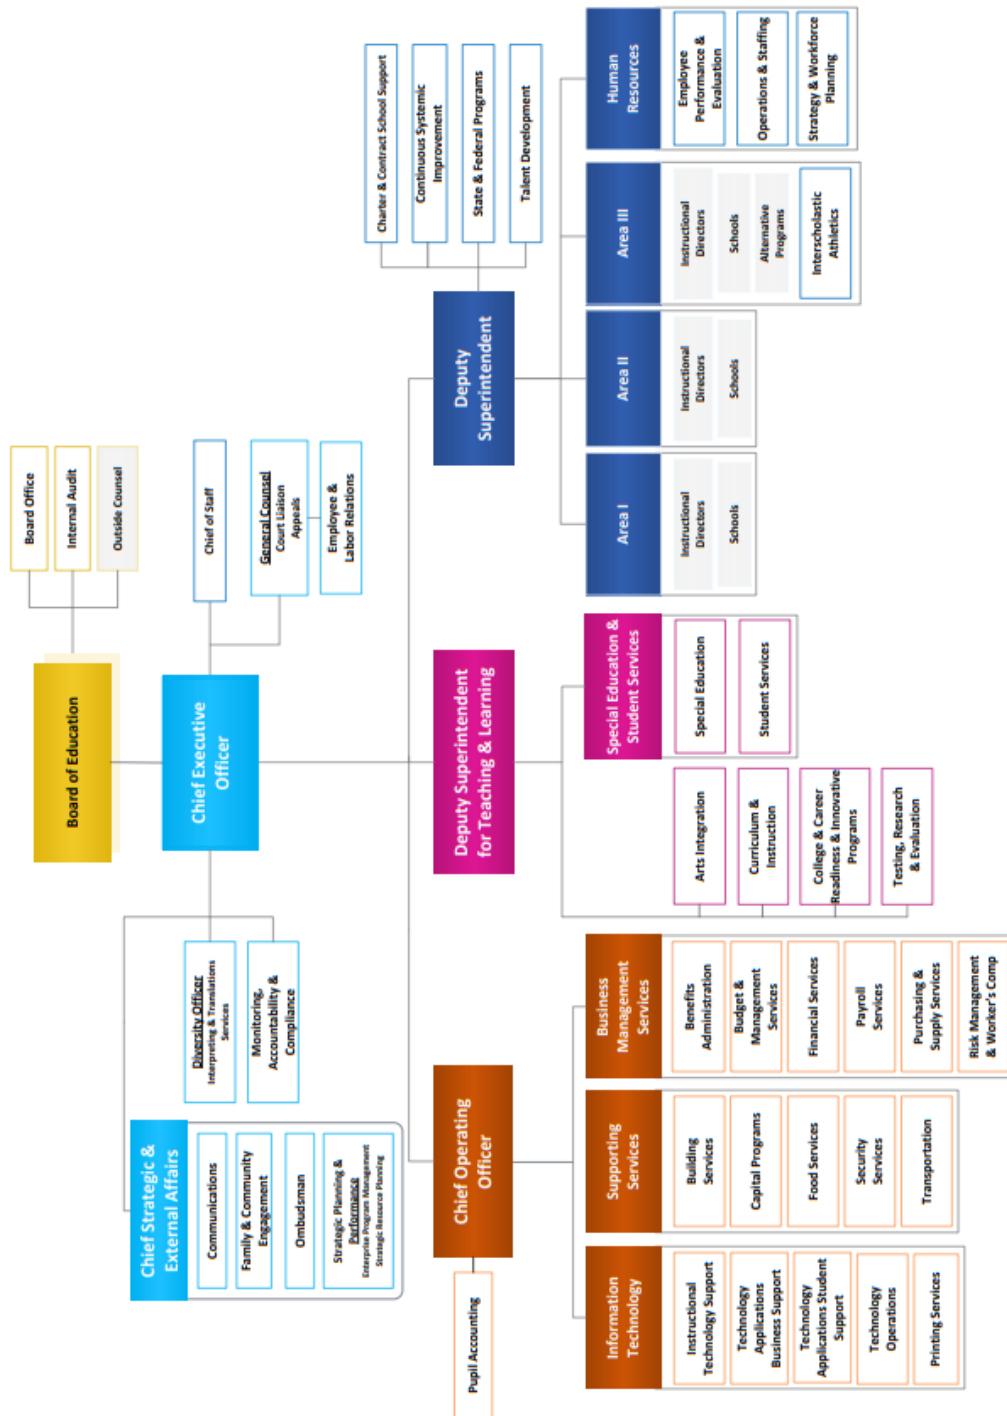 Board of Education
Board Office
Internal Audit
Outside Counsel
Chief Executive
Officer
Chief of Staff
General Counsel
Court Liaison
Appeals
Employee &
Labor Relations
Chief Strategic &
External Affairs
Communications
Family & Community
Engagement
Ombudsman
Strategic Planning &
Performance
Enterprise Program Management
Strategic Resource Planning
Diversity Officer
Interpreting & Translations
Services
Monitoring,
Accountability &
Compliance
Chief Operating
Officer
Pupil Accounting
Information
Technology
Instructional
Technology Support
Technology
Applications
Business Support
Technology
Applications Student
Support
Technology
Operations
Printing Services
Supporting
Services
Building
Services
Capital Programs
Food Services
Security
Services
Transportation
Business
Management
Services
Benefits
Administration
Budget &
Management
Services
Financial Services
Payroll
Services
Purchasing &
Supply Services
Risk Management
& Worker's Comp
Deputy Superintendent
for Teaching & Learning
Arts Integration
Curriculum &
Instruction
College & Career
Readiness & Innovative
Programs
Testing, Research
& Evaluation
Special Education &
Student Services
Special Education
Student Services
Deputy
Superintendent
Charter & Contract School Support
Continuous Systemic
Improvement
State & Federal Programs
Talent Development
Area I
Instructional
Directors
Schools
Area II
Instructional
Directors
Schools
Area III
Instructional
Directors
Schools
Alternative
Programs
Interscholastic
Athletics
Human
Resources
Employee
Performance &
Evaluation
Operations & Staffing
Strategy & Workforce
Planning